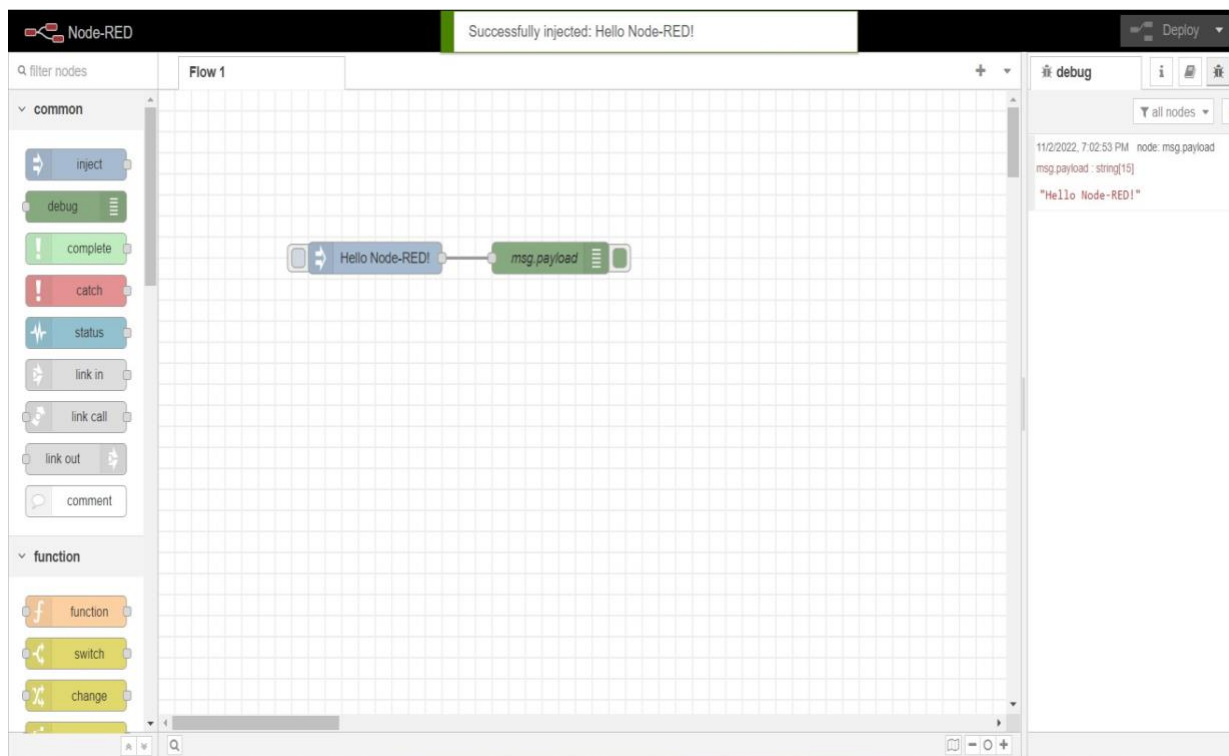 Node-RED
Successfully injected: Hello Node-RED!
Deploy
filter nodes
Flow 1
debug
i
common
all nodes
inject
debug
complete
catch
status
link in
link call
link out
comment
function
function
switch
change
Hello Node-RED!
msg.payload
11/2/2022, 7:02:53 PM node: msg.payload
msg.payload : string[15]
"Hello Node-RED!"